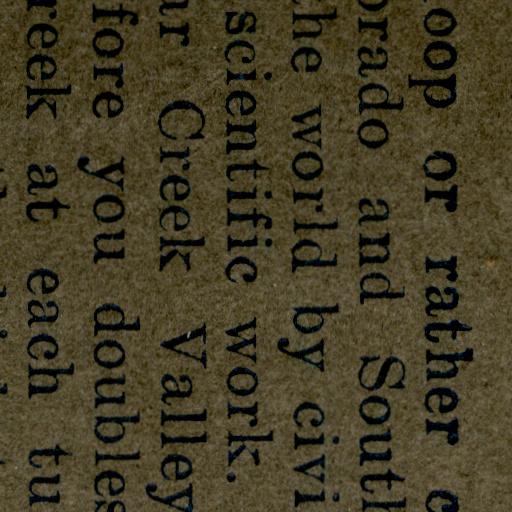 oop or rather c
orado and South
the world by civi
scientific work.
ur Creek Valley
fore you doubles
reek at each tu